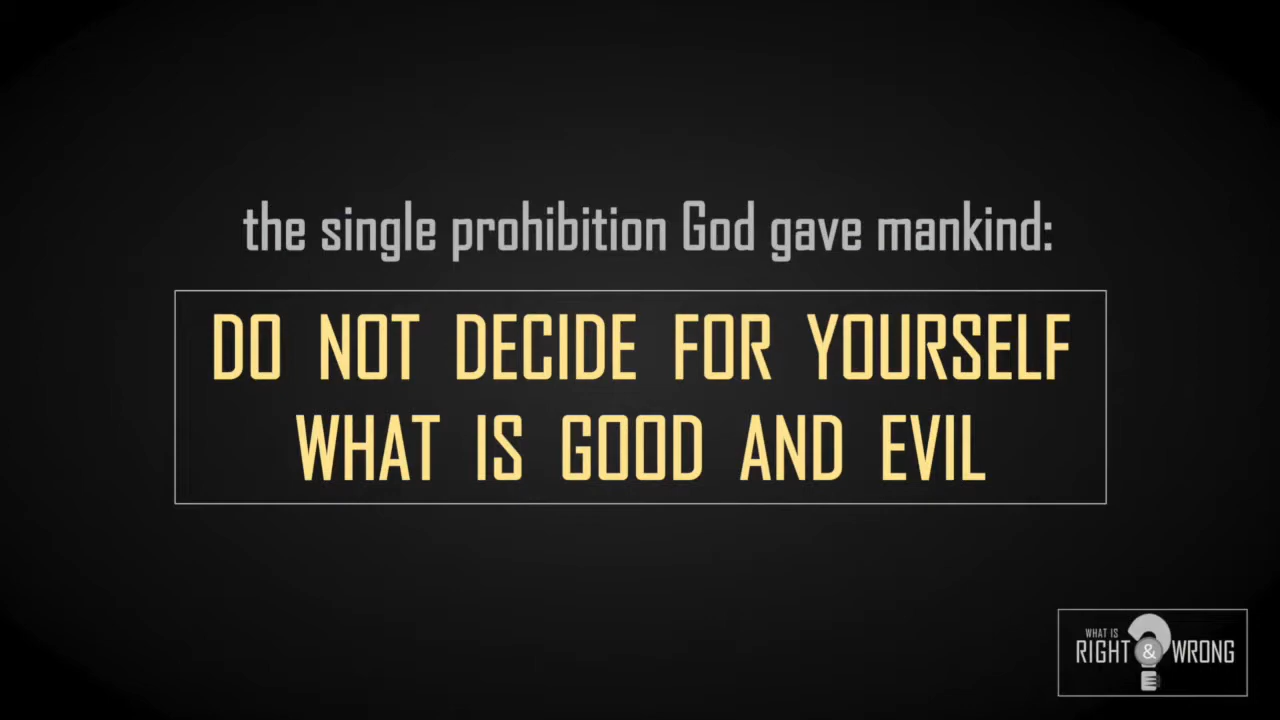 the single prohibition God gave mankind:
DO NOT DECIDE FOR YOURSELF
WHAT IS GOOD AND EVIL
WHAT IS
RIGHT & WRONG